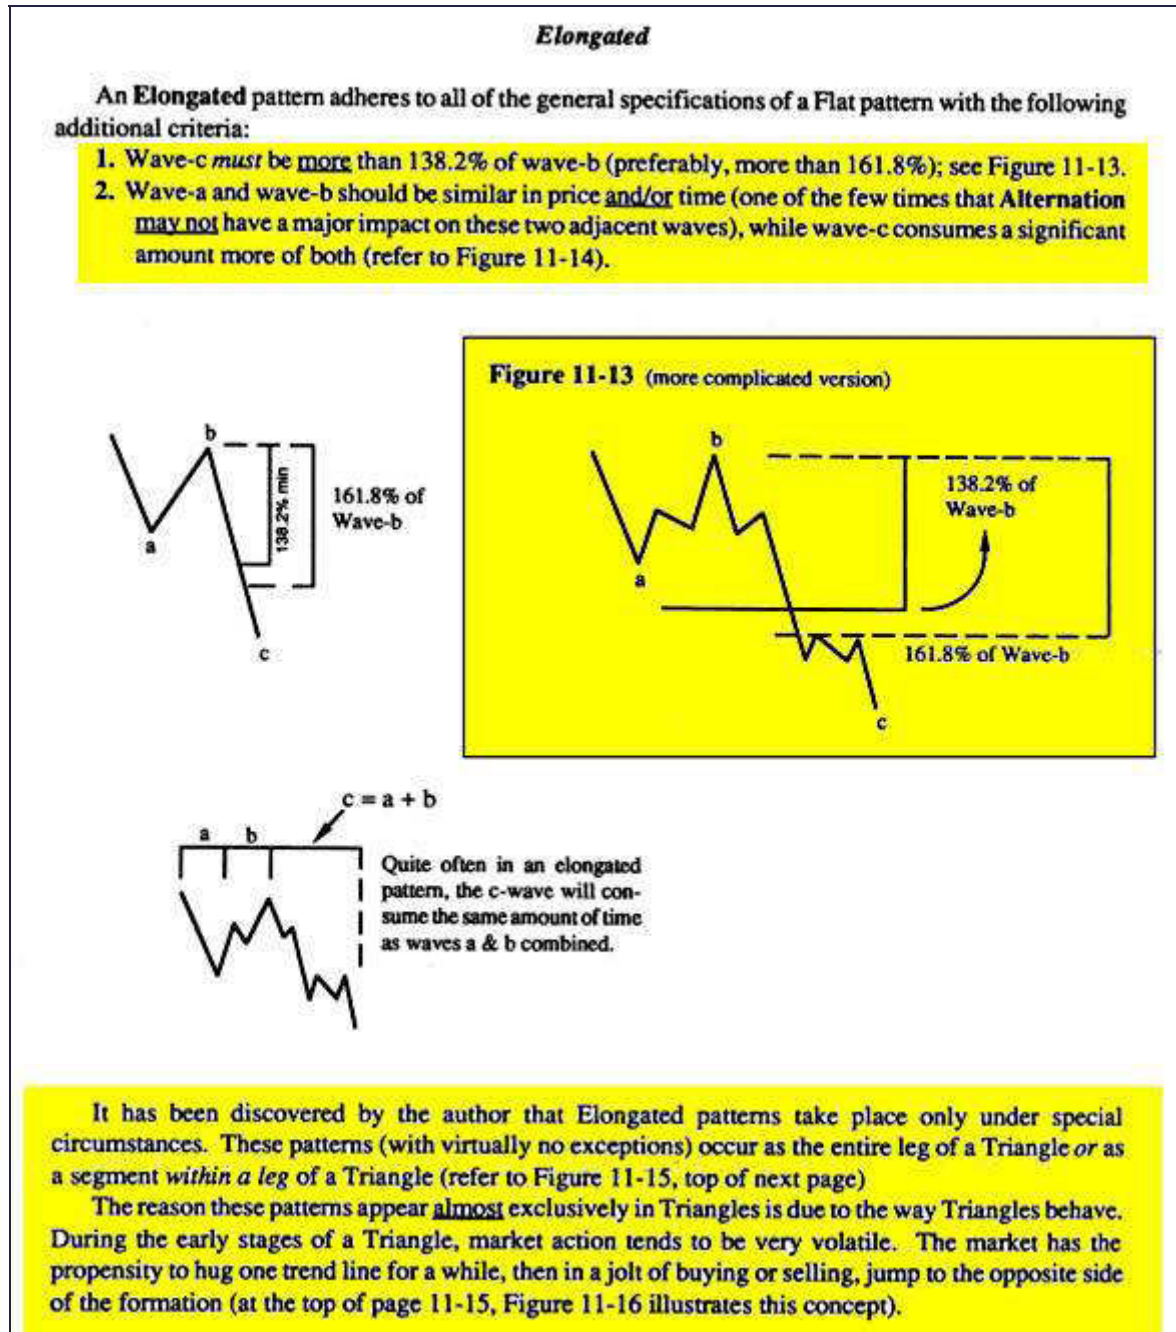 Elongated
An Elongated pattern adheres to all of the general specifications of a Flat pattern with the following
additional criteria:
1. Wave-c must be more than 138.2% of wave-b (preferably, more than 161.8%); see Figure 11-13.
2. Wave-a and wave-b should be similar in price and/or time (one of the few times that Alternation
may not have a major impact on these two adjacent waves), while wave-c consumes a significant
amount more of both (refer to Figure 11-14).
b
138.2% min
161.8% of
Wave-b
a
c
Figure 11-13 (more complicated version)
b
138.2% of
Wave-b
a
161.8% of Wave-b
c
c = a + b
a b
Quite often in an elongated
pattern, the c-wave will con-
sume the same amount of time
as waves a & b combined.
It has been discovered by the author that Elongated patterns take place only under special
circumstances. These patterns (with virtually no exceptions) occur as the entire leg of a Triangle or as
a segment within a leg of a Triangle (refer to Figure 11-15, top of next page)
The reason these patterns appear almost exclusively in Triangles is due to the way Triangles behave.
During the early stages of a Triangle, market action tends to be very volatile. The market has the
propensity to hug one trend line for a while, then in a jolt of buying or selling, jump to the opposite side
of the formation (at the top of page 11-15, Figure 11-16 illustrates this concept).